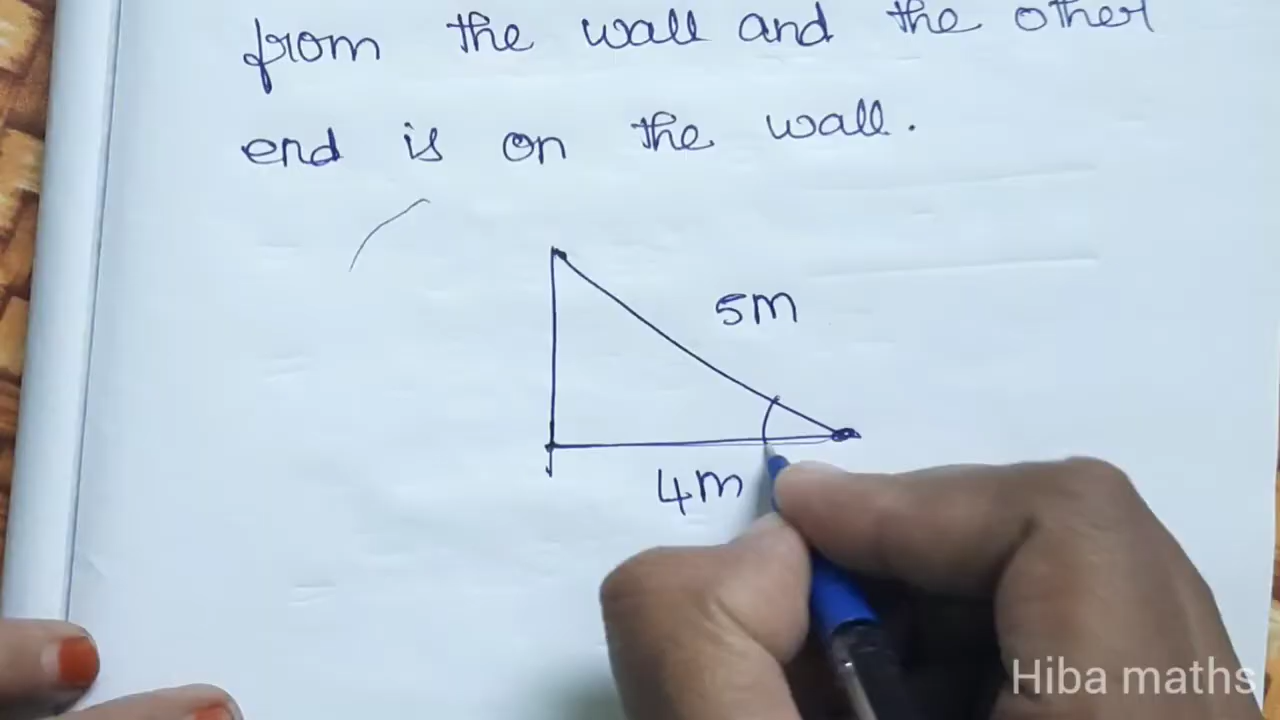 from the wall and the other
end is on the wall.
5m
4m
Hiba maths